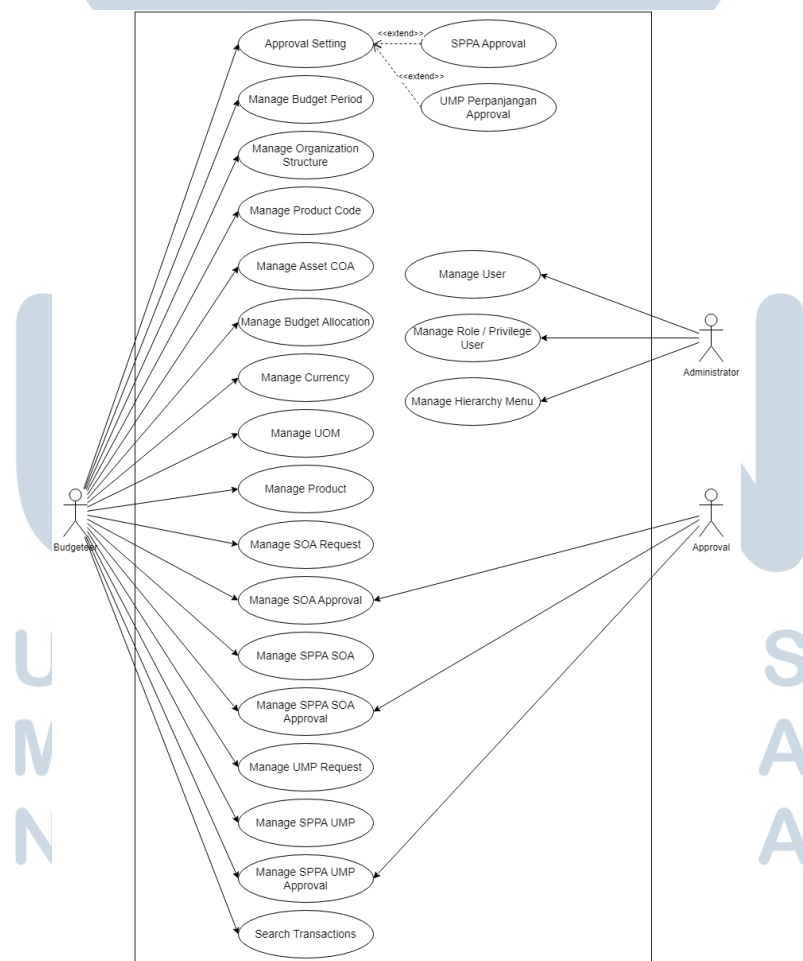 <<extend>>
Approval Setting
SPPA Approval
<<extend>>
Manage Budget Period
UMP Perpanjangan
Approval
Manage Organization
Structure
Manage Product Code
Manage Asset COA
Manage User
Manage Budget Allocation
Manage Role / Privilege
User
Administrator
Manage Currency
Manage Hierarchy Menu
Manage UOM
Manage Product
Budgeteer
Manage SOA Request
Approval
Manage SOA Approval
Manage SPPA SOA
Manage SPPA SOA
Approval
Manage UMP Request
Manage SPPA UMP
Manage SPPA UMP
Approval
Search Transactions
U
S
M
A
N
A